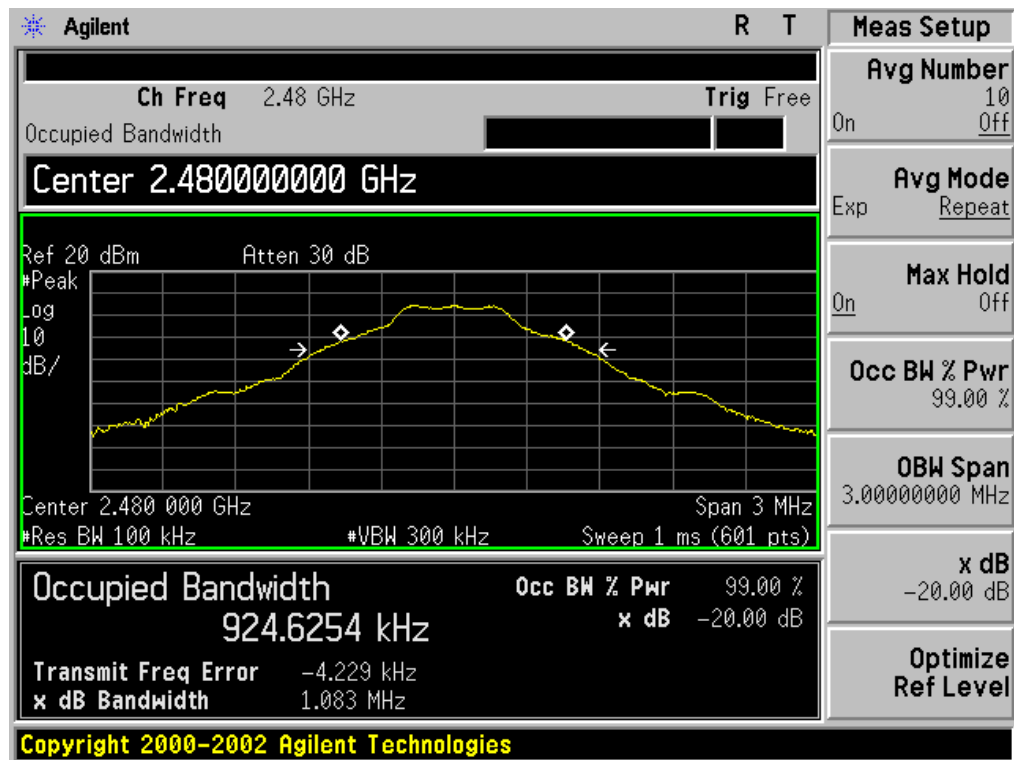 Agilent R T Meas Setup
Ch Freq 2.48 GHz Trig Free
Occupied Bandwidth
Center 2.480000000 GHz
Ref 20 dBm Atten 30 dB
#Peak
Log
10
dB/
Center 2.480 000 GHz Span 3 MHz
#Res BW 100 kHz #VBW 300 kHz Sweep 1 ms (601 pts)
Occupied Bandwidth Occ BW % Pwr 99.00 %
924.6254 kHz x dB -20.00 dB
Transmit Freq Error -4.229 kHz
x dB Bandwidth 1.083 MHz
Avg Number
10
On Off
Avg Mode
Exp Repeat
Max Hold
On Off
Occ BW % Pwr
99.00 %
OBW Span
3.00000000 MHz
x dB
-20.00 dB
Optimize
Ref Level
Copyright 2000-2002 Agilent Technologies